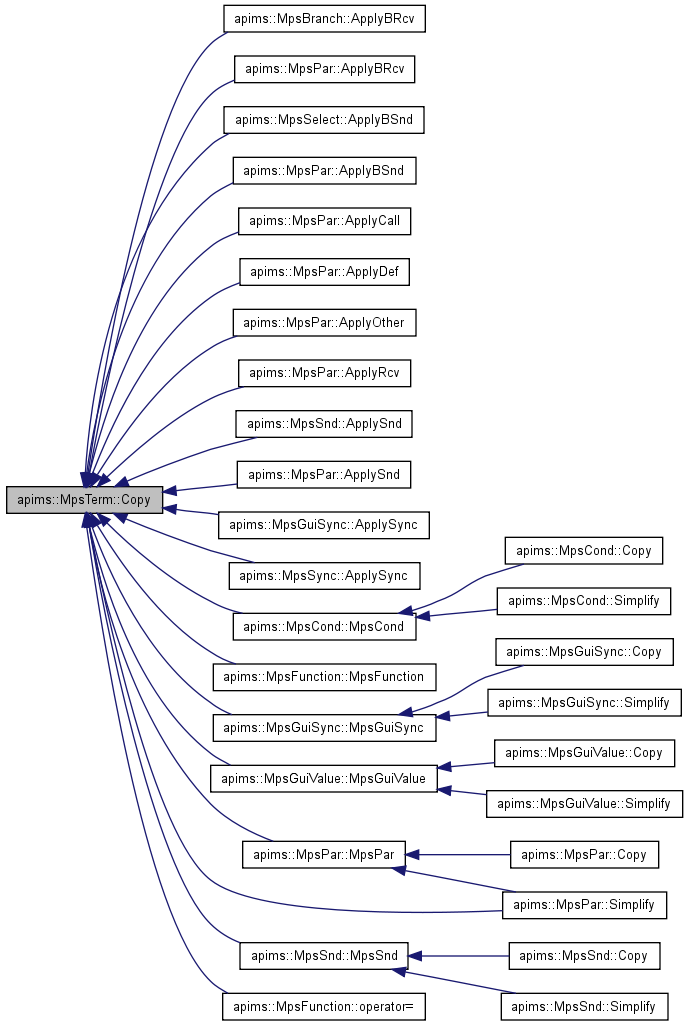 apims::MpsBranch::ApplyBRcv
apims::MpsPar::ApplyBRcv
apims::MpsSelect::ApplyBSnd
apims::MpsPar::ApplyBSnd
apims::MpsPar::ApplyCall
apims::MpsPar::ApplyDef
apims::MpsPar::ApplyOther
apims::MpsPar::ApplyRcv
apims::MpsSnd::ApplySnd
apims::MpsPar::ApplySnd
apims::MpsTerm::Copy
apims::MpsGuiSync::ApplySync
apims::MpsSync::ApplySync
apims::MpsCond::Copy
apims::MpsCond::Simplify
apims::MpsCond::MpsCond
apims::MpsGuiSync::Copy
apims::MpsFunction::MpsFunction
apims::MpsGuiSync::Simplify
apims::MpsGuiSync::MpsGuiSync
apims::MpsGuiValue::Copy
apims::MpsGuiValue::MpsGuiValue
apims::MpsGuiValue::Simplify
apims::MpsPar::MpsPar
apims::MpsPar::Copy
apims::MpsPar::Simplify
apims::MpsSnd::MpsSnd
apims::MpsSnd::Copy
apims::MpsFunction::operator=
apims::MpsSnd::Simplify